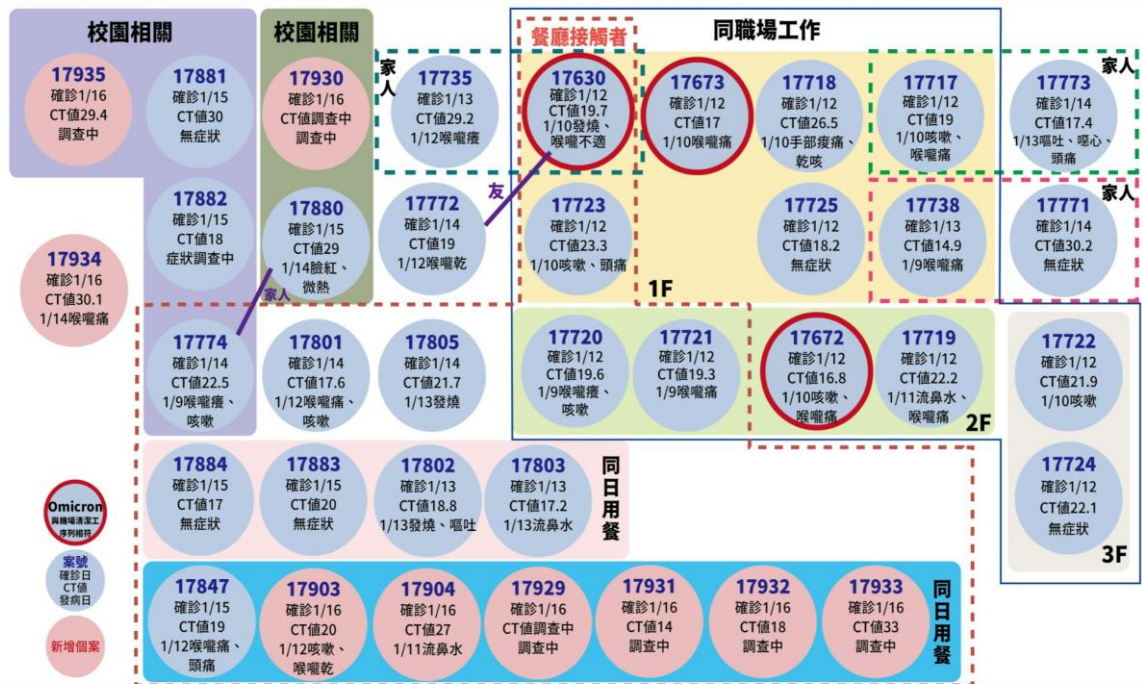 校園相關
校園相關
餐廳接觸者
同職場工作
17935
確診1/16
CT值29.4
調查中
17881
確診1/15
CT值30
無症狀
17930
確診1/16
CT值調查中
調查中
家人
17735
確診1/13
CT值29.2
1/12喉嚨癢
17630
確診1/12
CT值19.7
1/10發燒、
喉嚨不適
17673
確診1/12
CT值17
1/10喉嚨痛
17718
確診1/12
CT值26.5
1/10手部痠痛、
乾咳
17717
確診1/12
CT值19
1/10咳嗽、
喉嚨痛
17773
確診1/14
CT值17.4
1/13嘔吐、噁心、
頭痛
家人
17934
確診1/16
CT值30.1
1/14喉嚨痛
17882
確診1/15
CT值18
症狀調查中
17880
確診1/15
CT值29
1/14臉紅、
微熱
家人
17772
確診1/14
CT值19
1/12喉嚨乾
友
17723
確診1/12
CT值23.3
1/10咳嗽、頭痛
17725
確診1/12
CT值18.2
無症狀
17738
確診1/13
CT值14.9
1/9喉嚨痛
17771
確診1/14
CT值30.2
無症狀
家人
1F
17774
確診1/14
CT值22.5
1/9喉嚨癢、
咳嗽
17801
確診1/14
CT值17.6
1/12喉嚨痛、
咳嗽
17805
確診1/14
CT值21.7
1/13發燒
17720
確診1/12
CT值19.6
1/9喉嚨癢、
咳嗽
17721
確診1/12
CT值19.3
1/9喉嚨痛
17672
確診1/12
CT值16.8
1/10咳嗽、
喉嚨痛
17719
確診1/12
CT值22.2
1/11流鼻水、
喉嚨痛
2F
17722
確診1/12
CT值21.9
1/10咳嗽
17884
確診1/15
CT值17
無症狀
17883
確診1/15
CT值20
無症狀
17802
確診1/13
CT值18.8
1/13發燒、嘔吐
17803
確診1/13
CT值17.2
1/13流鼻水
同日用餐
17724
確診1/12
CT值22.1
無症狀
3F
Omicron
與機場清潔工
序列相符
案號
確診日
CT值
發病日
新增個案
17847
確診1/15
CT值19
1/12喉嚨痛、
頭痛
17903
確診1/16
CT值20
1/12咳嗽、
喉嚨乾
17904
確診1/16
CT值27
1/11流鼻水
17929
確診1/16
CT值調查中
調查中
17931
確診1/16
CT值14
調查中
17932
確診1/16
CT值18
調查中
17933
確診1/16
CT值33
調查中
同日用餐